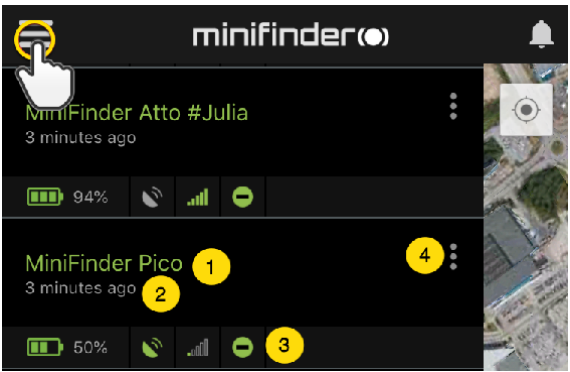 minifinder
MiniFinder Atto #Julia
3 minutes ago
94%
MiniFinder Pico 1 4
3 minutes ago 2
50% 3